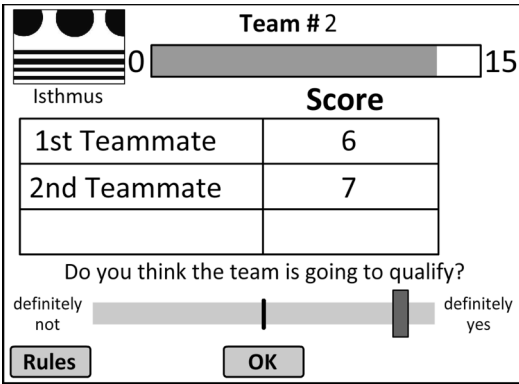 Team # 2
0
15
Isthmus
Score
1st Teammate 6
2nd Teammate 7
Do you think the team is going to qualify?
definitely not
definitely yes
Rules
OK